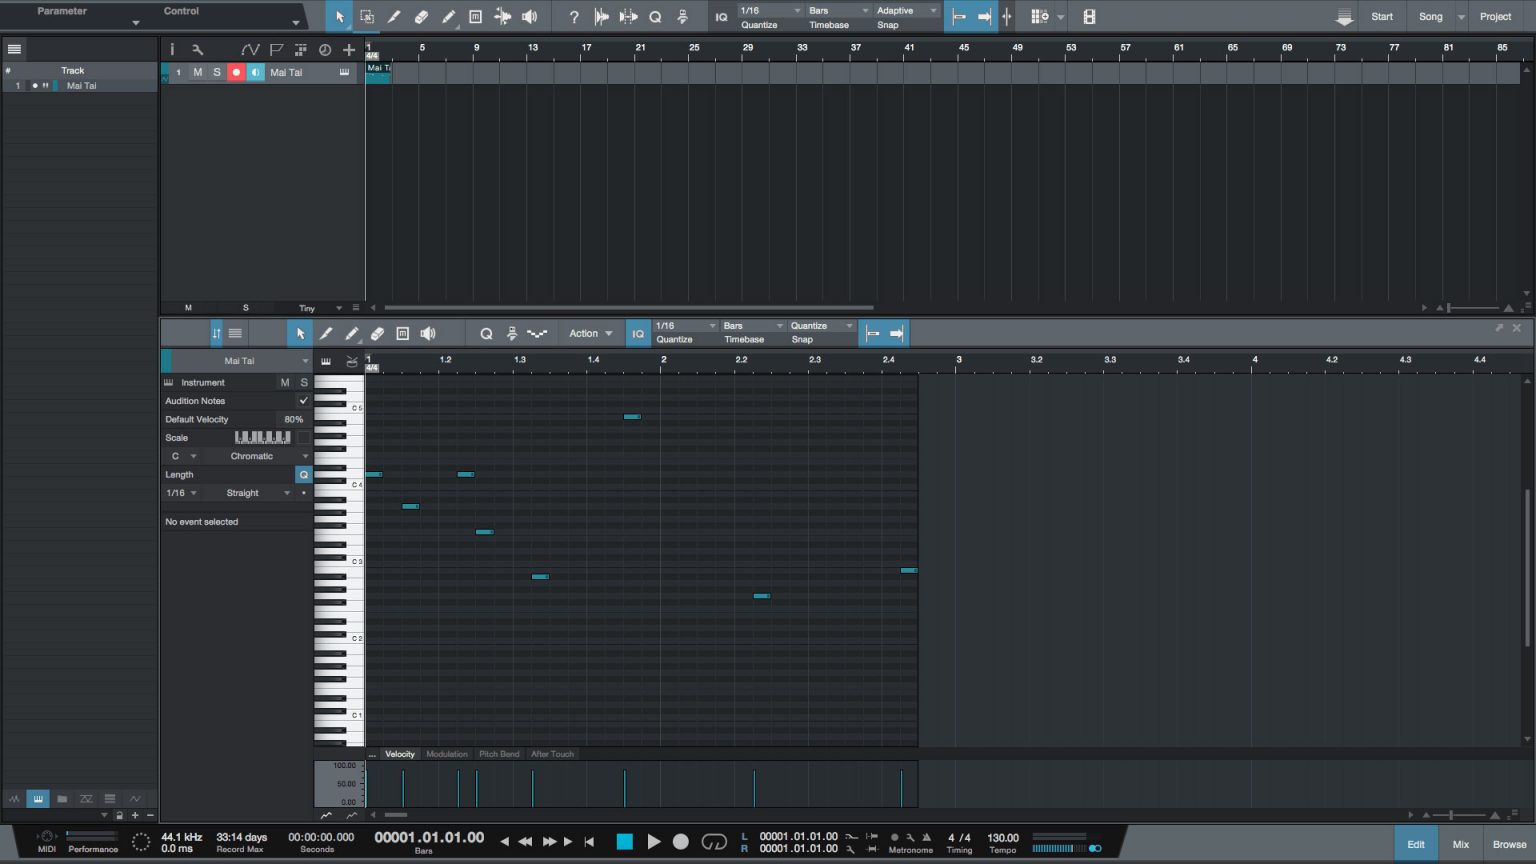 Parameter Control
1/16 Bars Adaptive
IQ Quantize Timebase Snap
Start Song Project
1 5 9 13 17 21 25 29 33 37 41 45 49 53 57 61 65 69 73 77 81 85
4/4
# Track
1 Mai Tai
1 M S Mai Tai
Mai Ta
M S Tiny
Action IQ
1/16 Bars Quantize
Quantize Timebase Snap
Mai Tai
1 1.2 1.3 1.4 2 2.2 2.3 2.4 3 3.2 3.3 3.4 4 4.2 4.3 4.4
4/4
Instrument M S
Audition Notes
Default Velocity 80%
Scale
C Chromatic
Length Q
1/16 Straight
No event selected
C 5
C 4
C 3
C 2
C 1
... Velocity Modulation Pitch Bend After Touch
100.00
50.00
0.00
MIDI Performance
44.1 kHz
0.0 ms
33:14 days
Record Max
00:00:00.000
Seconds
00001.01.01.00
Bars
L 00001.01.01.00
R 00001.01.01.00
Metronome
4 / 4
Timing
130.00
Tempo
Edit Mix Browse